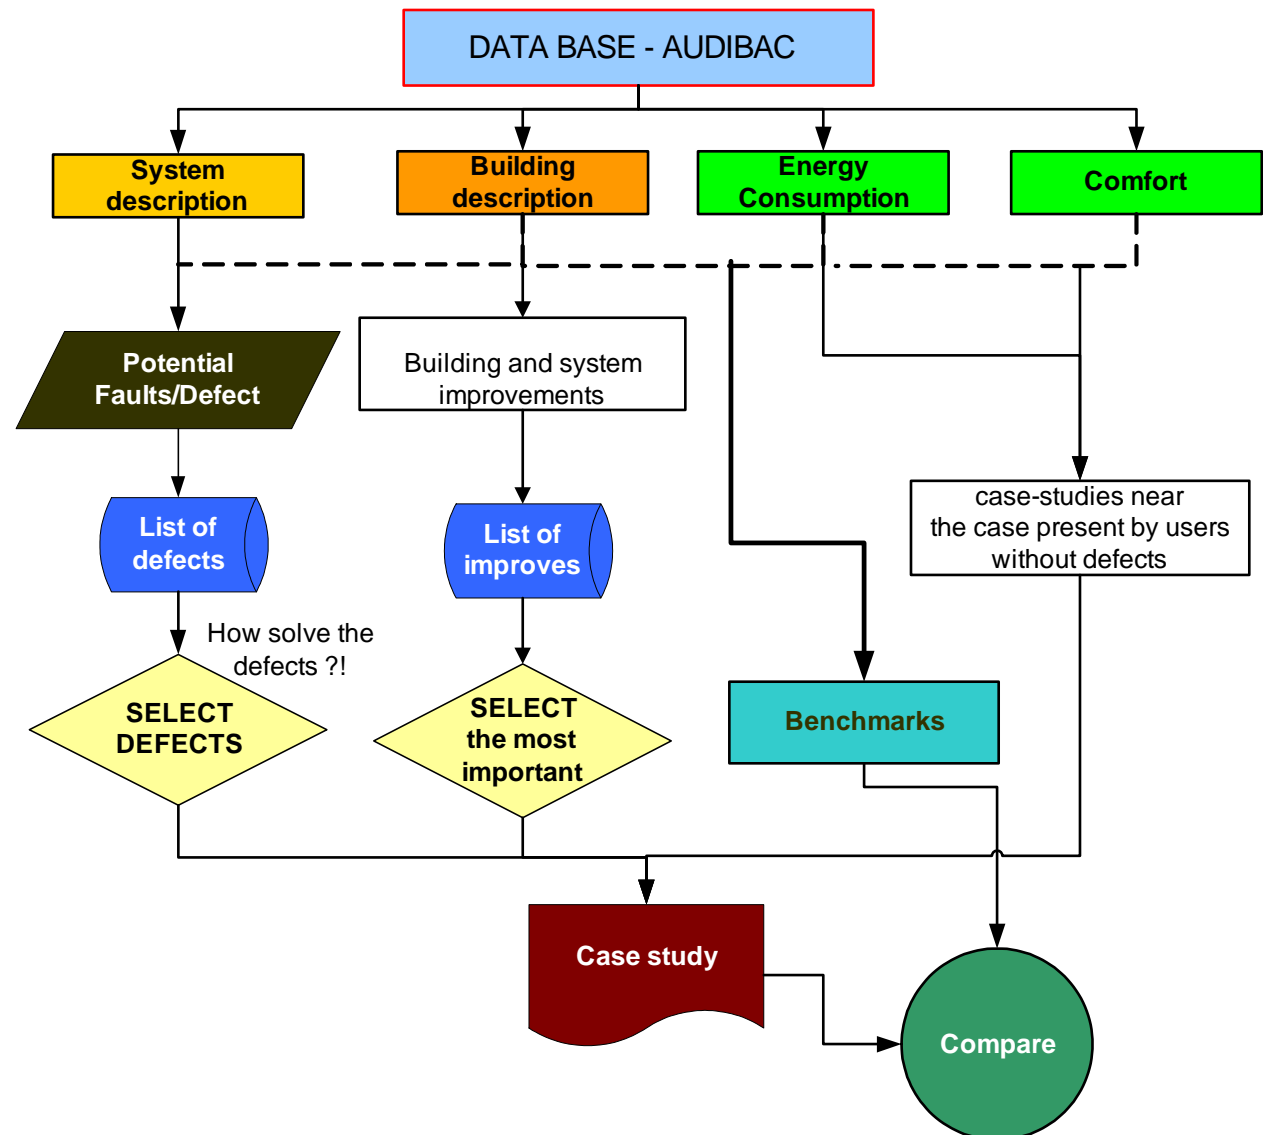 DATA BASE - AUDIBAC
System
description
Building
description
Energy
Consumption
Comfort
Potential
Faults/Defect
Building and system
improvements
case-studies near
the case present by users
without defects
List of
defects
List of
improves
How solve the
defects ?!
SELECT
DEFECTS
SELECT
the most
important
Benchmarks
Case study
Compare